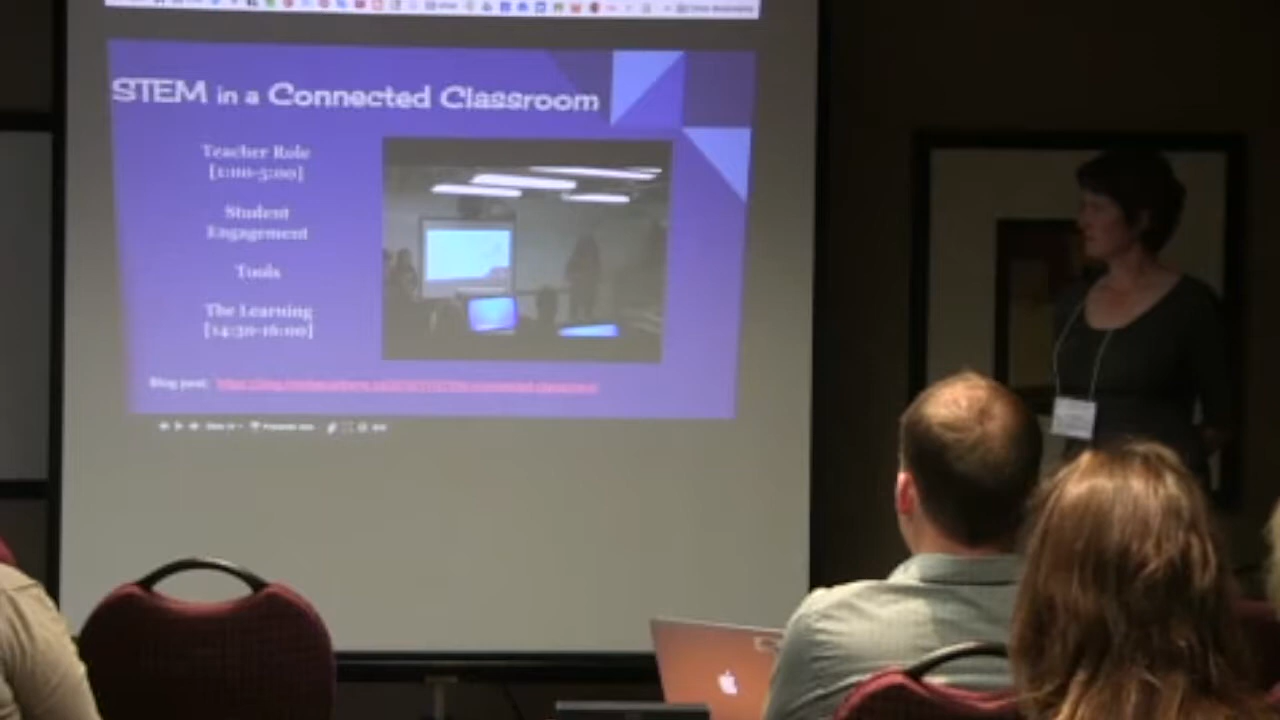 STEM in a Connected Classroom
Teacher Role
[1:00-5:00]
Student
Engagement
Tools
The Learning
[14:30-16:00]
Blog post: